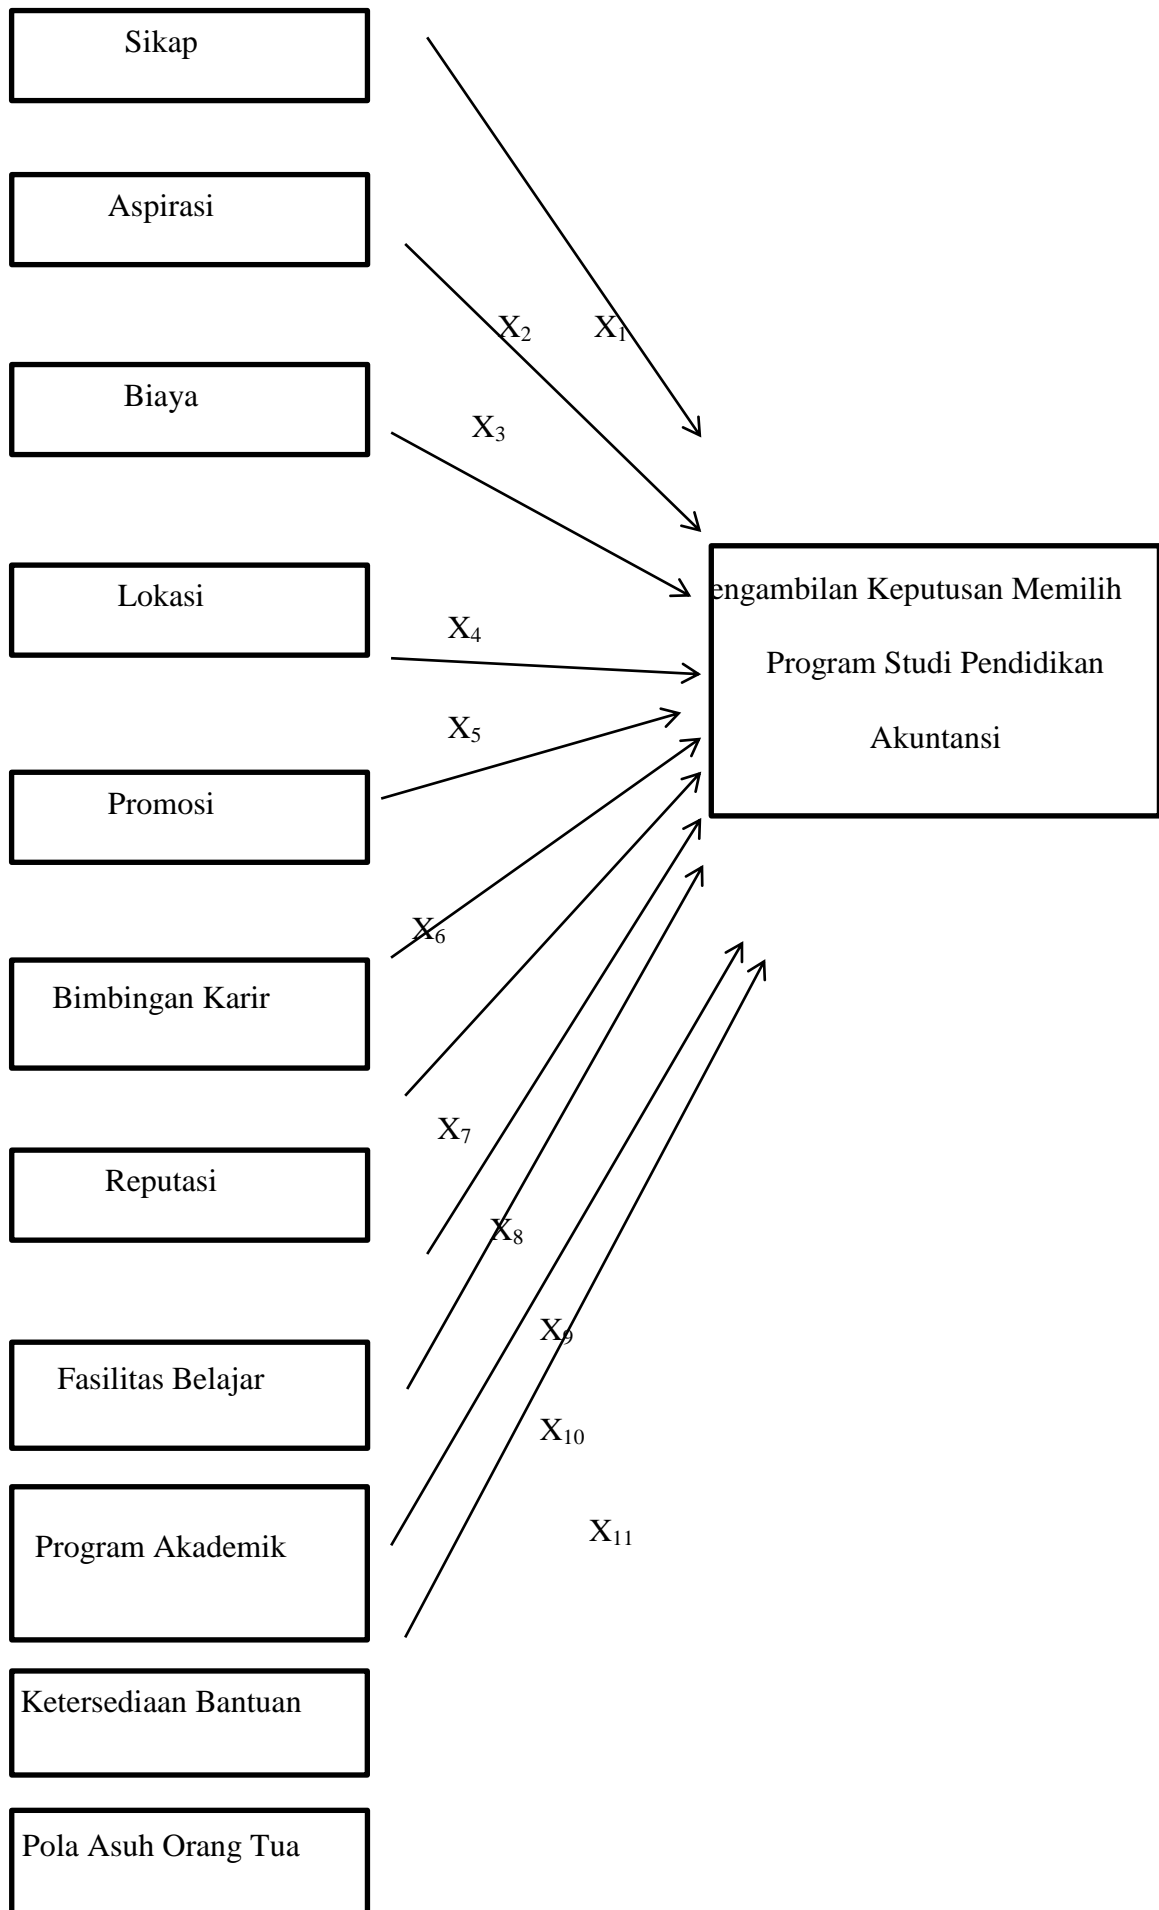 Sikap
Aspirasi
X2
X1
Biaya
X3
engambilan Keputusan Memilih
Lokasi
X4
Program Studi Pendidikan
X5
Akuntansi
Promosi
X6
Bimbingan Karir
X7
Reputasi
X8
X9
Fasilitas Belajar
X10
X11
Program Akademik
Ketersediaan Bantuan
Pola Asuh Orang Tua